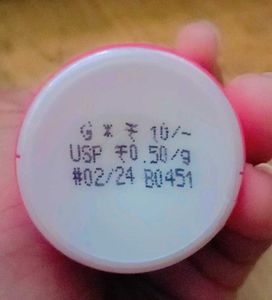 G * ₹ 10/~
USP ₹0.50/g
#02/24 B0451